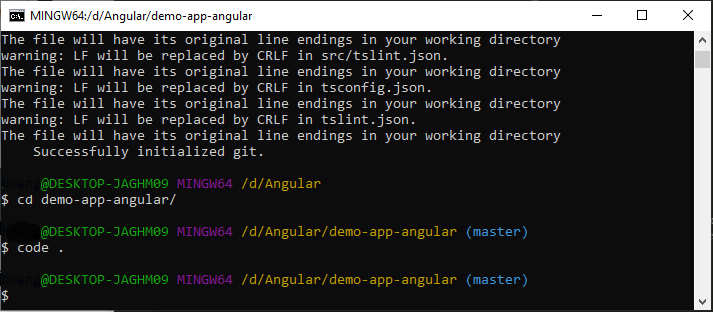 MINGW64:/d/Angular/demo-app-angular
The file will have its original line endings in your working directory
warning: LF will be replaced by CRLF in src/tslint.json.
The file will have its original line endings in your working directory
warning: LF will be replaced by CRLF in tsconfig.json.
The file will have its original line endings in your working directory
warning: LF will be replaced by CRLF in tslint.json.
The file will have its original line endings in your working directory
    Successfully initialized git.
@DESKTOP-JAGHM09 MINGW64 /d/Angular
$ cd demo-app-angular/
@DESKTOP-JAGHM09 MINGW64 /d/Angular/demo-app-angular (master)
$ code .
@DESKTOP-JAGHM09 MINGW64 /d/Angular/demo-app-angular (master)
$